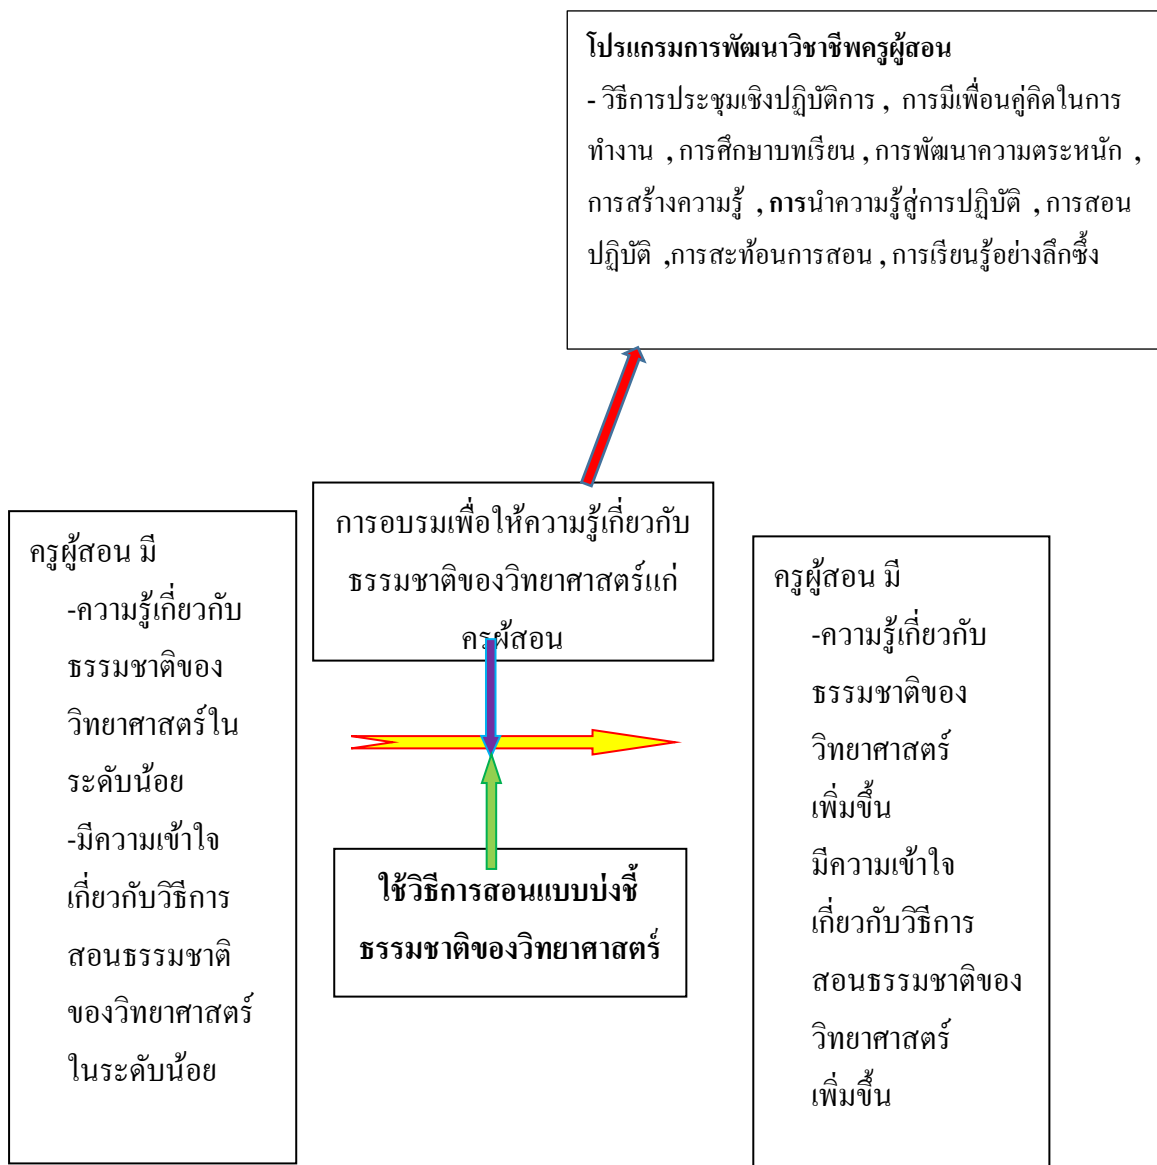 โปรแกรมการพัฒนาวิชาชีพครูผู้สอน
- วิธีการประชุมเชิงปฏิบัติการ , การมีเพื่อนคู่คิดในการ
ทำงาน , การศึกษาบทเรียน , การพัฒนาความตระหนัก ,
การสร้างความรู้ , การนำความรู้สู่การปฏิบัติ , การสอน
ปฏิบัติ ,การสะท้อนการสอน , การเรียนรู้อย่างลึกซึ้ง
การอบรมเพื่อให้ความรู้เกี่ยวกับ
ธรรมชาติของวิทยาศาสตร์แก่
ครูผู้สอน
ครูผู้สอน มี
-ความรู้เกี่ยวกับ
ธรรมชาติของ
วิทยาศาสตร์ใน
ระดับน้อย
-มีความเข้าใจ
เกี่ยวกับวิธีการ
สอนธรรมชาติ
ของวิทยาศาสตร์
ในระดับน้อย
ใช้วิธีการสอนแบบบ่งชี้
ธรรมชาติของวิทยาศาสตร์
ครูผู้สอน มี
-ความรู้เกี่ยวกับ
ธรรมชาติของ
วิทยาศาสตร์
เพิ่มขึ้น
มีความเข้าใจ
เกี่ยวกับวิธีการ
สอนธรรมชาติของ
วิทยาศาสตร์
เพิ่มขึ้น